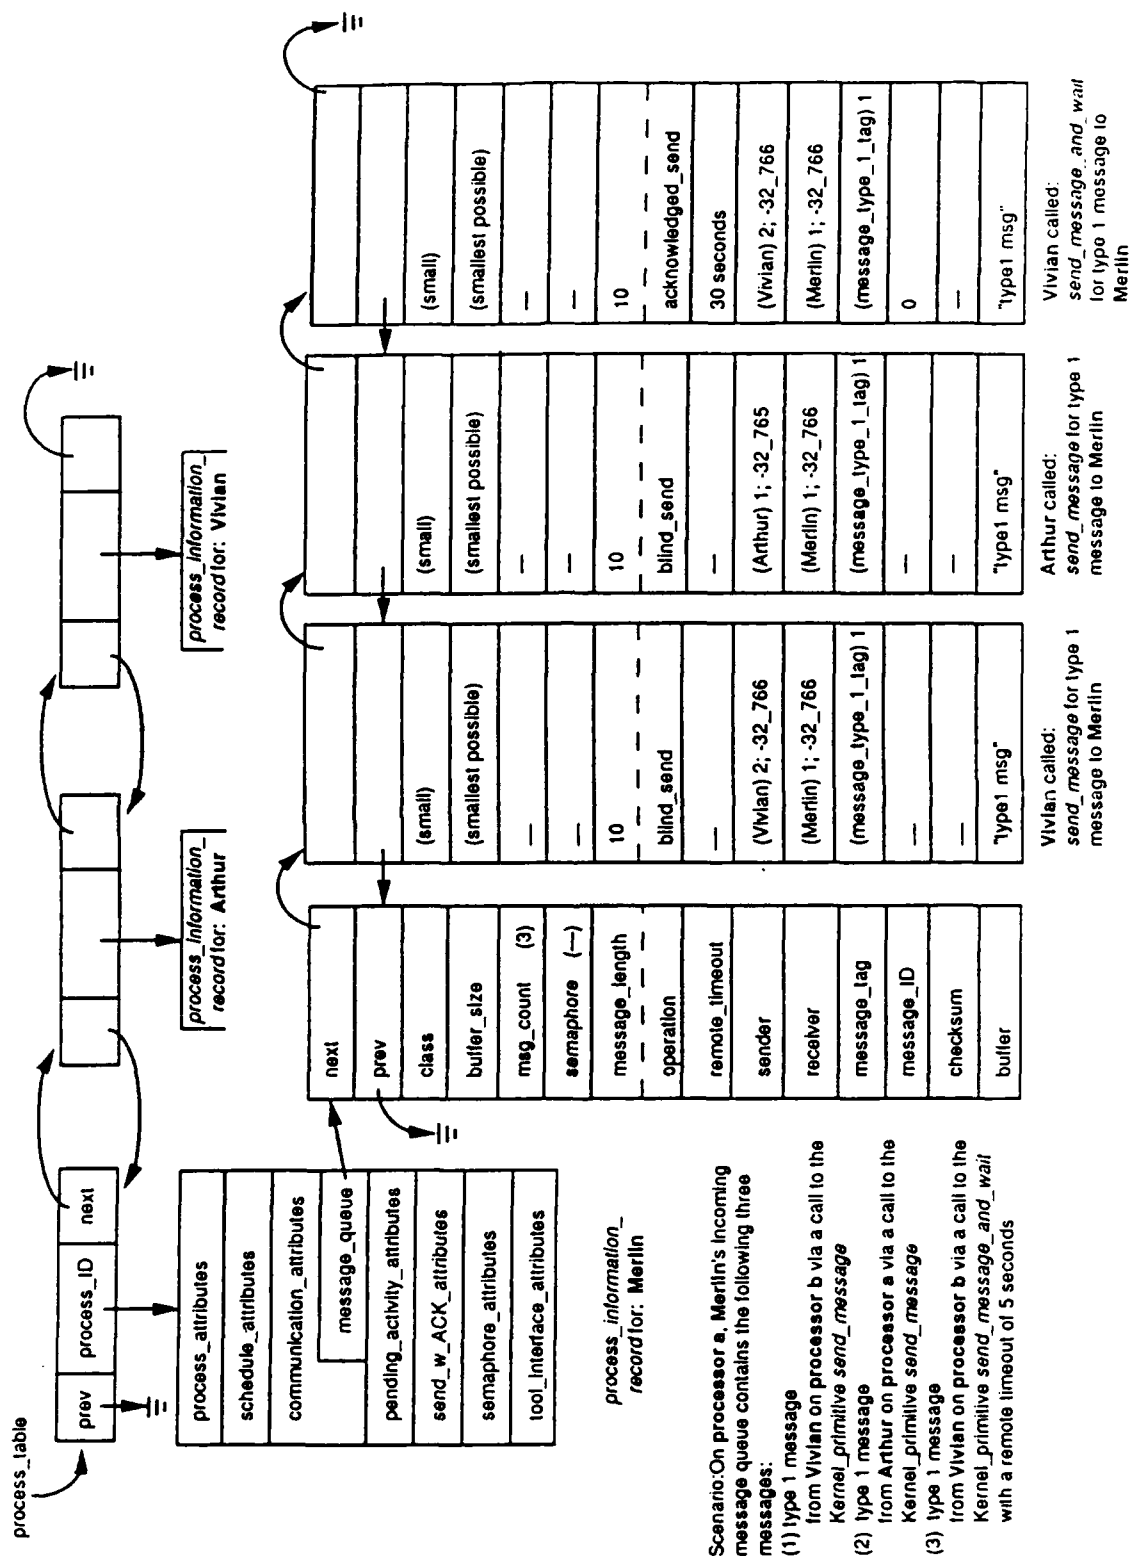 process_table
prev
process_ID
next
process_information_
record for: Arthur
process_information_
record for: Vivian
process_attributes
schedule_attributes
communication_attributes
message_queue
pending_activity_attributes
send_w_ACK_attributes
semaphore_attributes
tool_interface_attributes
process_information_
record for: Merlin
next
prev
class
buffer_size
msg_count (3)
semaphore (—)
message_length
operation
remote_timeout
sender
receiver
message_tag
message_ID
checksum
buffer
(small)
(smallest possible)
—
—
10
blind_send
—
(Vivian) 2; -32_766
(Merlin) 1; -32_766
(message_type_1_tag) 1
—
—
"type1 msg"
Vivian called:
send_message for type 1
message to Merlin
(small)
(smallest possible)
—
—
10
blind_send
—
(Arthur) 1; -32_765
(Merlin) 1; -32_766
(message_type_1_tag) 1
—
—
"type1 msg"
Arthur called:
send_message for type 1
message to Merlin
(small)
(smallest possible)
—
—
10
acknowledged_send
30 seconds
(Vivian) 2; -32_766
(Merlin) 1; -32_766
(message_type_1_tag) 1
0
—
"type1 msg"
Vivian called:
send_message_and_wait
for type 1 message to
Merlin
Scenario:On processor a, Merlin's incoming
message queue contains the following three
messages:
(1) type 1 message
from Vivian on processor b via a call to the
Kernel_primitive send_message
(2) type 1 message
from Arthur on processor a via a call to the
Kernel_primitive send_message
(3) type 1 message
from Vivian on processor b via a call to the
Kernel_primitive send_message_and_wait
with a remote timeout of 5 seconds